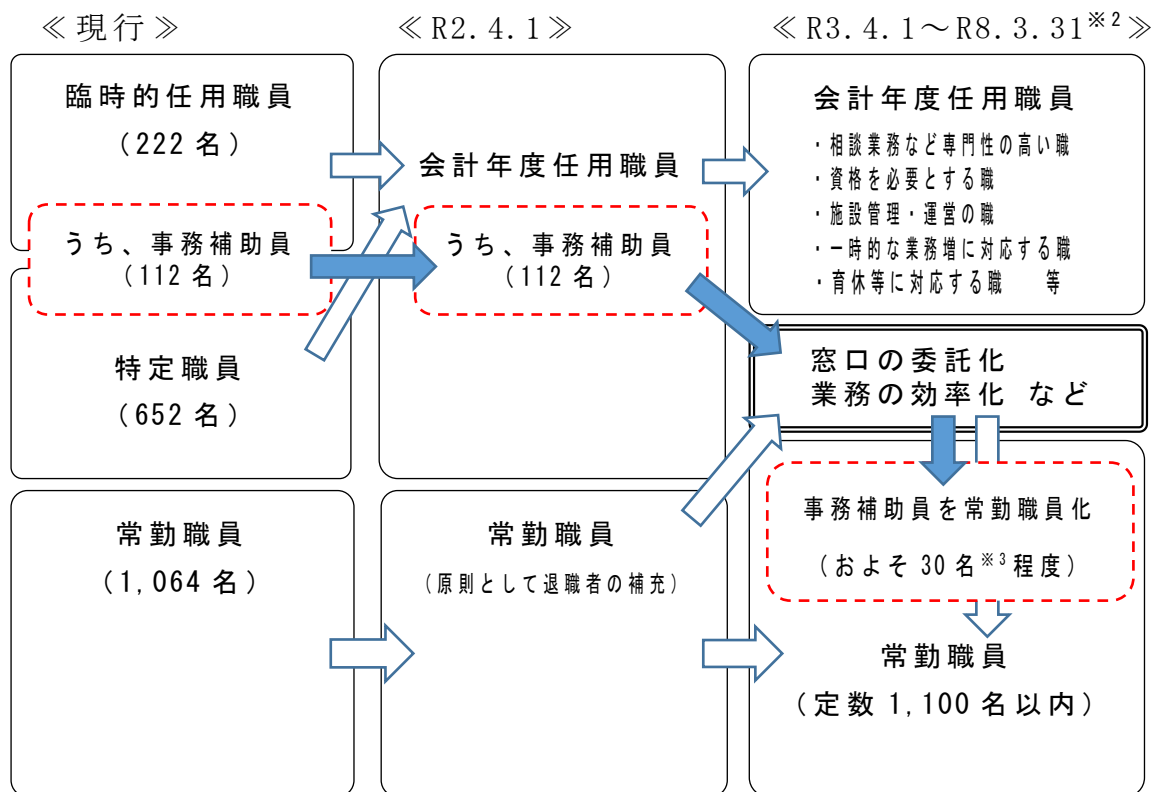 ≪現行≫
≪R2.4.1≫
≪R3.4.1～R8.3.31※2≫
臨時的任用職員
(222名)
うち、事務補助員
(112名)
特定職員
(652名)
常勤職員
(1,064名)
会計年度任用職員
うち、事務補助員
(112名)
常勤職員
(原則として退職者の補充)
会計年度任用職員
・相談業務など専門性の高い職
・資格を必要とする職
・施設管理・運営の職
・一時的な業務増に対応する職
・育休等に対応する職　等
窓口の委託化
業務の効率化 など
事務補助員を常勤職員化
(およそ30名※3程度)
常勤職員
(定数1,100名以内)